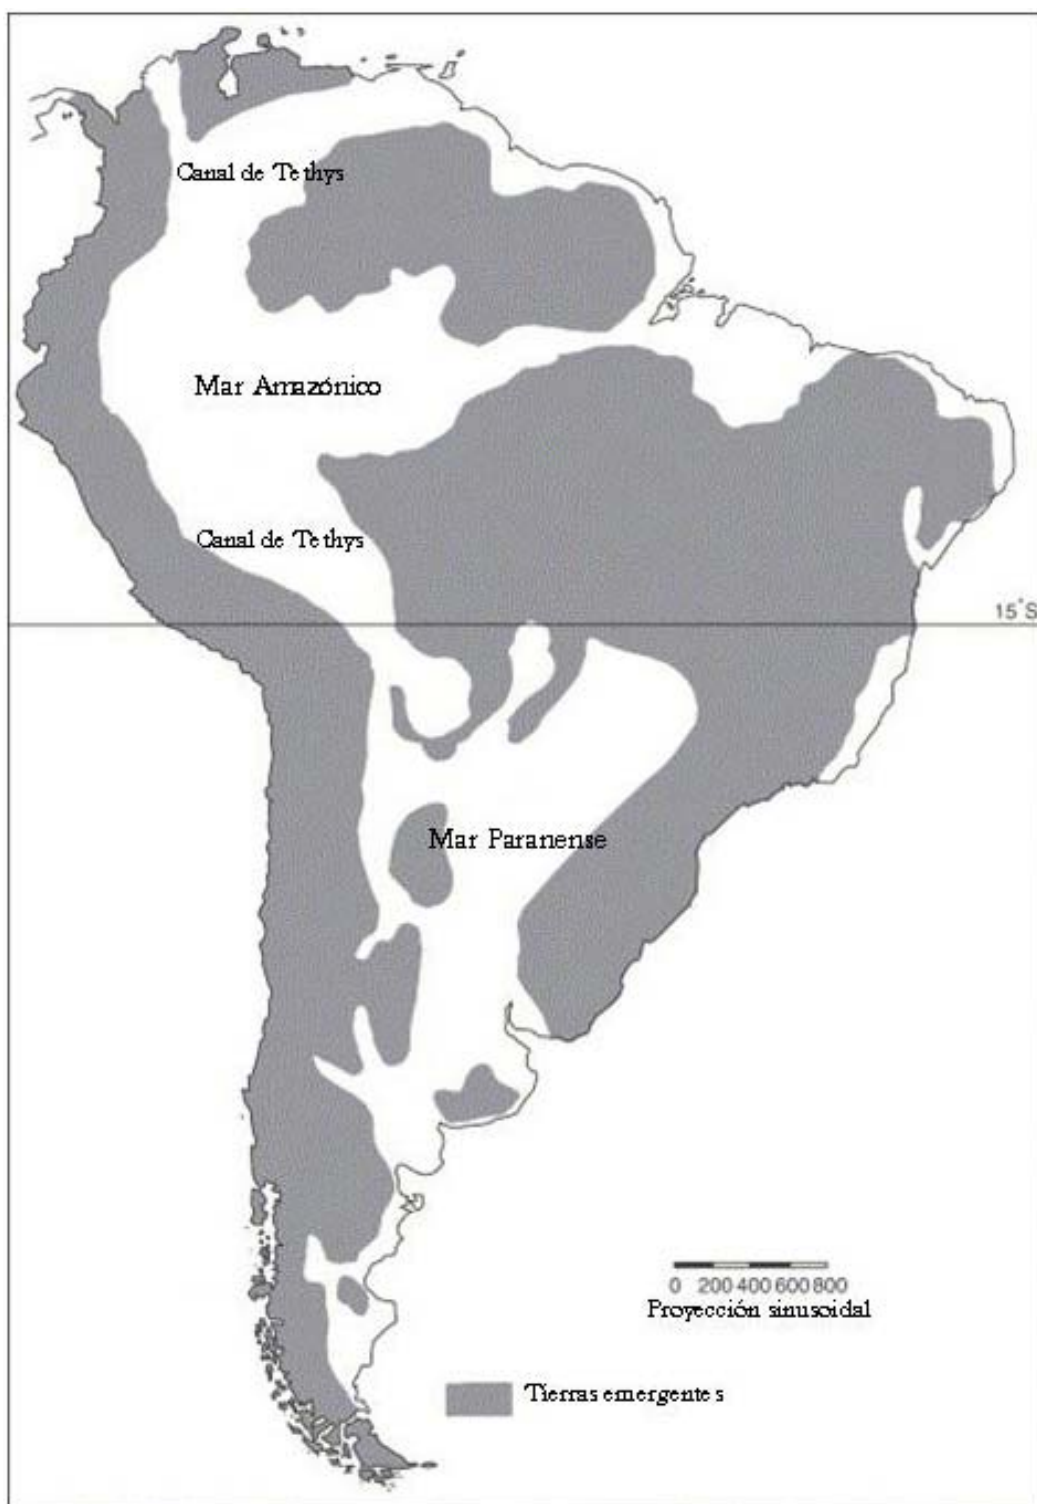 Canal de Tethys
Mar Amazónico
Canal de Tethys
15°S
Mar Paranense
0 200 400 600 800
Proyección sinusoidal
Tierras emergentes